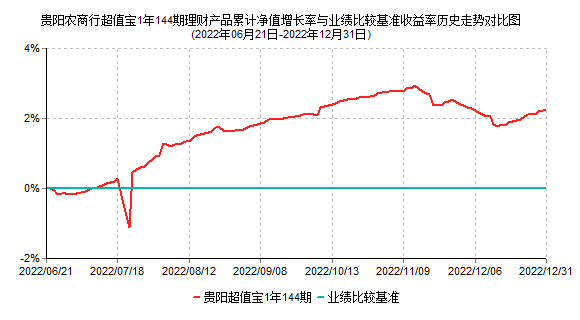 贵阳农商行超值宝1年144期理财产品累计净值增长率与业绩比较基准收益率历史走势对比图
(2022年06月21日-2022年12月31日)
4%
2%
0%
-2%
2022/06/21 2022/07/18 2022/08/12 2022/09/08 2022/10/13 2022/11/09 2022/12/06 2022/12/31
贵阳超值宝1年144期 业绩比较基准